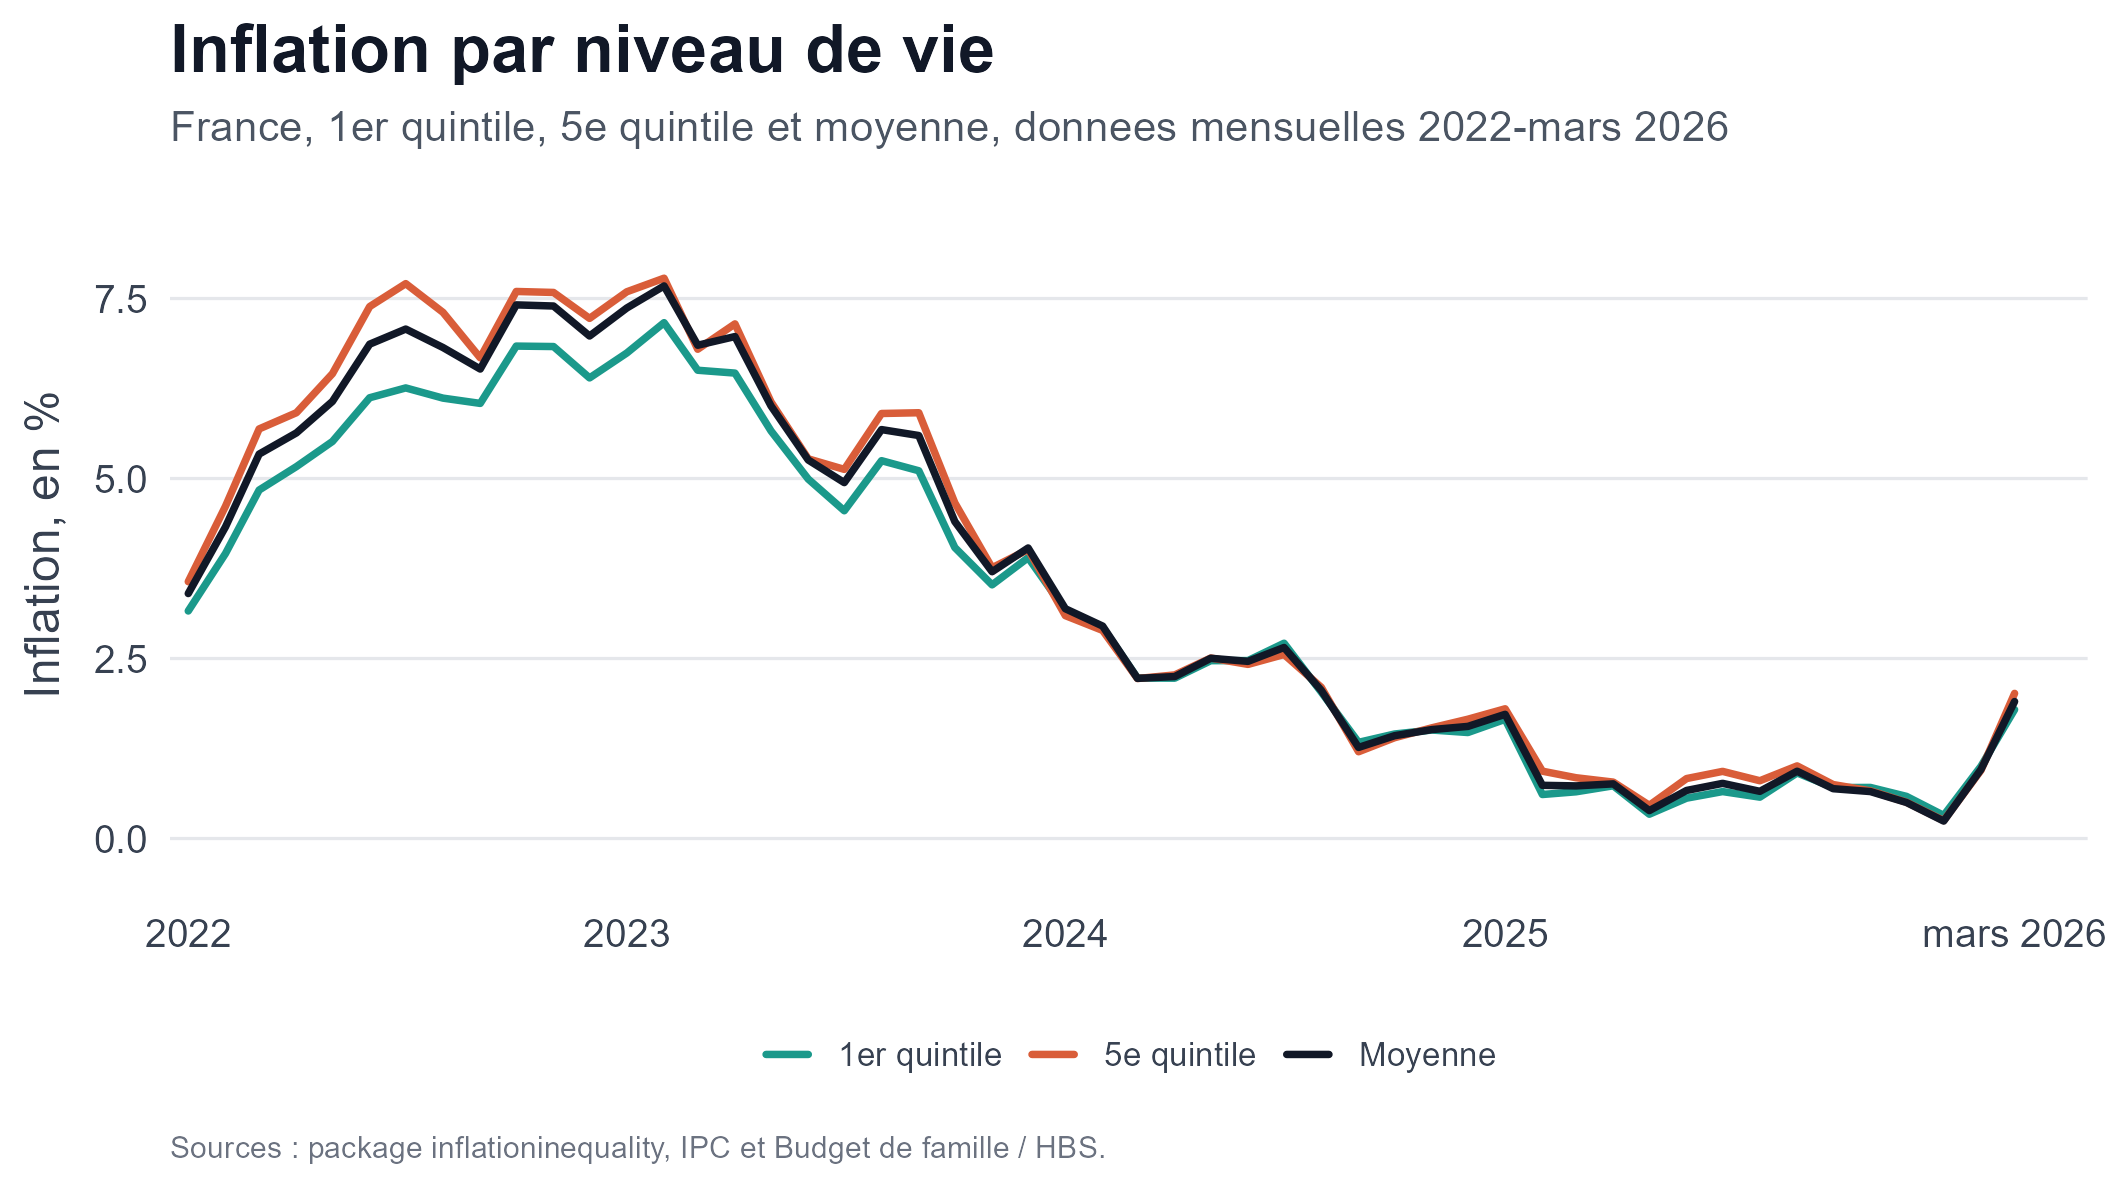 Inflation par niveau de vie
France, 1er quintile, 5e quintile et moyenne, donnees mensuelles 2022-mars 2026
Inflation, en %
7.5
5.0
2.5
0.0
2022 2023 2024 2025 mars 2026
1er quintile 5e quintile Moyenne
Sources : package inflationinequality, IPC et Budget de famille / HBS.